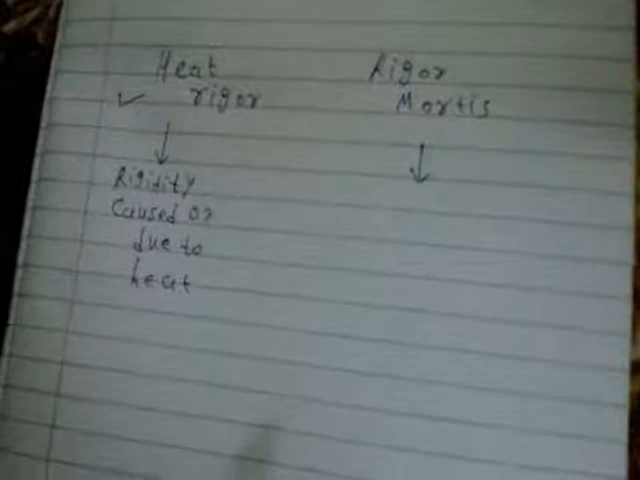 Heat
rigor
Rigidity
Caused or
due to
heat
Rigor
Mortis